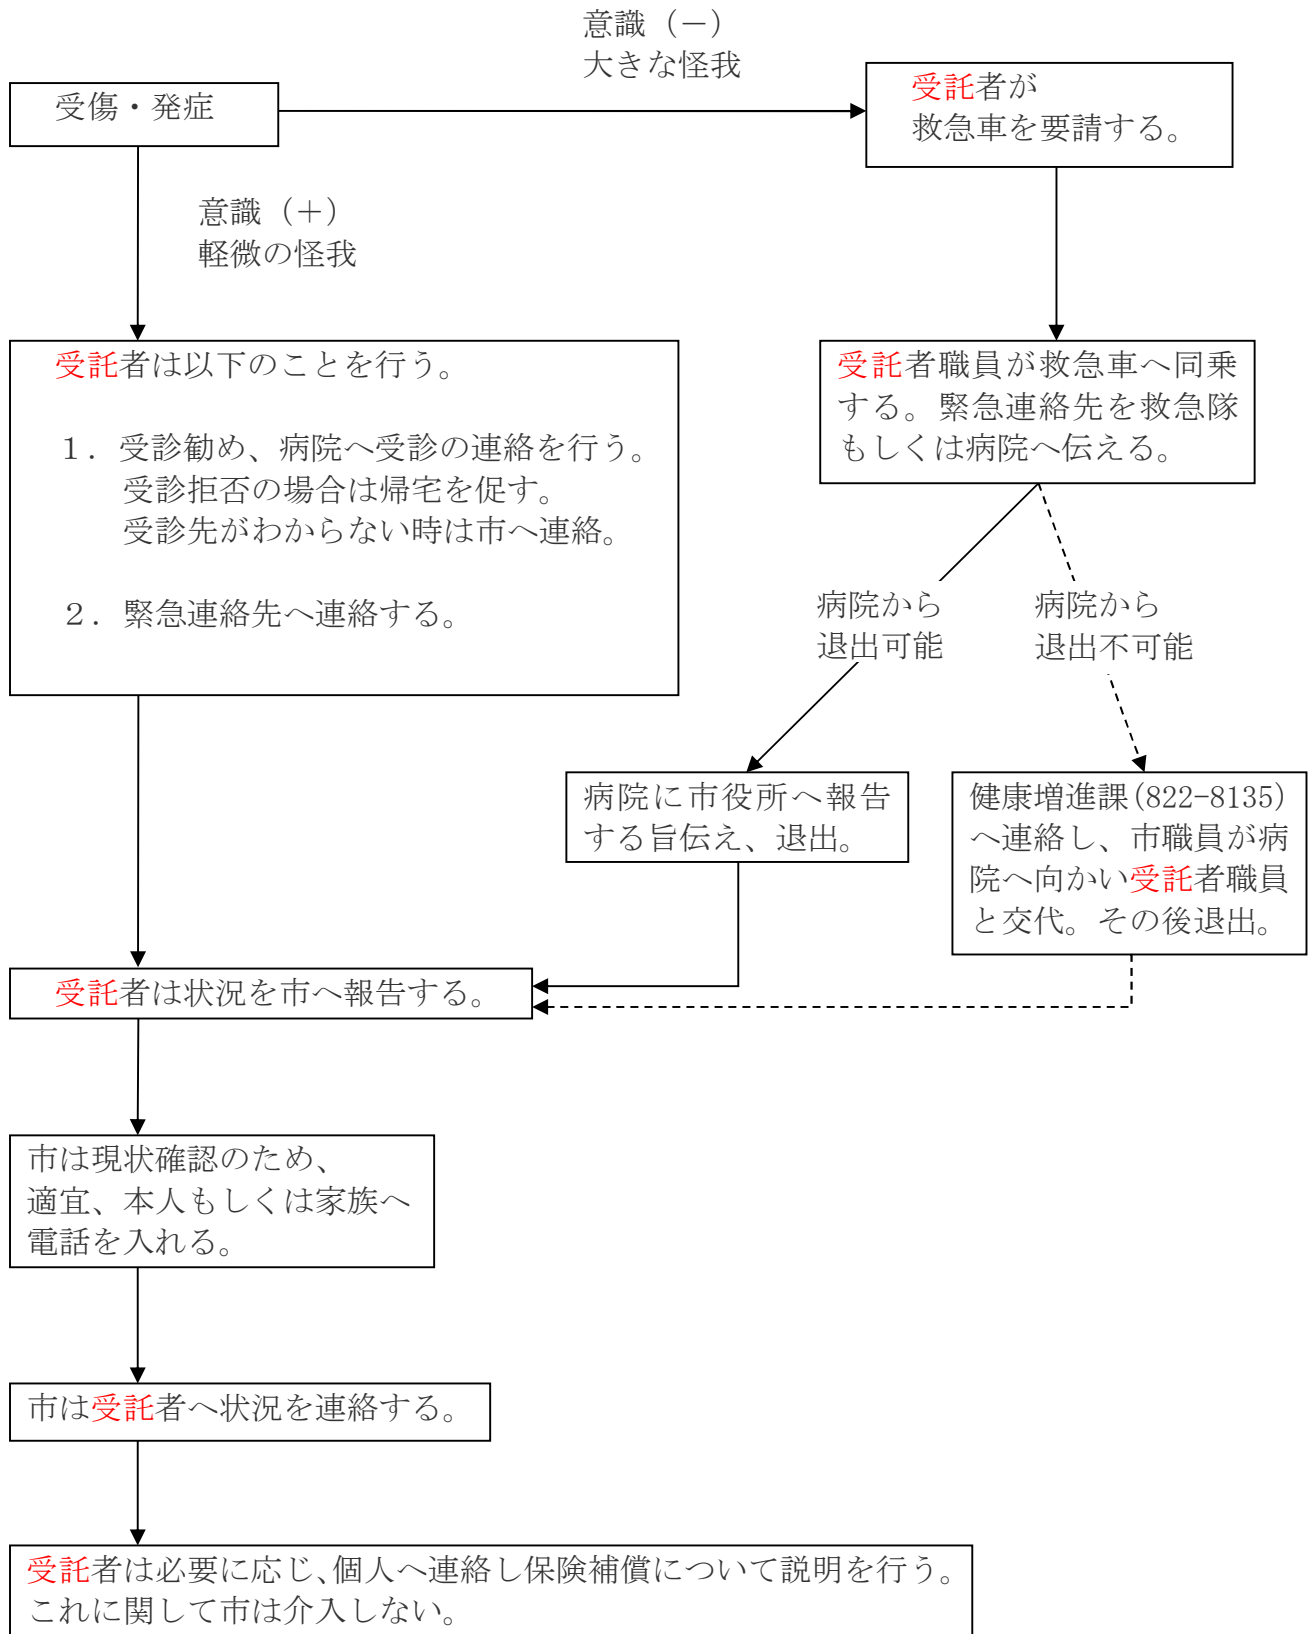 意識（－）
大きな怪我
受傷・発症
受託者が
救急車を要請する。
意識（＋）
軽微の怪我
受託者は以下のことを行う。
１．受診勧め、病院へ受診の連絡を行う。
受診拒否の場合は帰宅を促す。
受診先がわからない時は市へ連絡。
２．緊急連絡先へ連絡する。
受託者職員が救急車へ同乗
する。緊急連絡先を救急隊
もしくは病院へ伝える。
病院から
退出可能
病院から
退出不可能
病院に市役所へ報告
する旨伝え、退出。
健康増進課(822-8135)
へ連絡し、市職員が病
院へ向かい受託者職員
と交代。その後退出。
受託者は状況を市へ報告する。
市は現状確認のため、
適宜、本人もしくは家族へ
電話を入れる。
市は受託者へ状況を連絡する。
受託者は必要に応じ、個人へ連絡し保険補償について説明を行う。
これに関して市は介入しない。